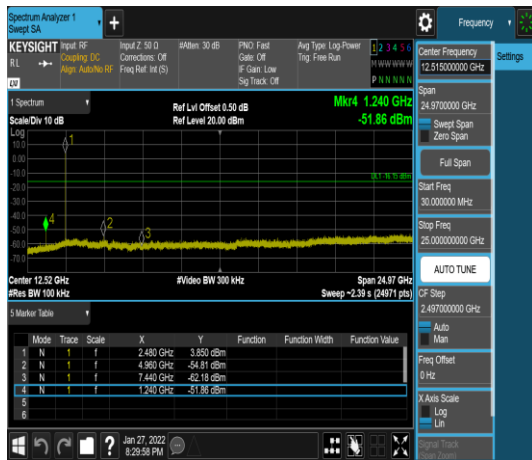 Spectrum Analyzer 1
Swept SA
Frequency
KEYSIGHT
RL
Input: RF
Coupling: DC
Align: Auto/No RF
Input Z: 50 Ω
Corrections: Off
Freq Ref: Int (S)
#Atten: 30 dB
PNO: Fast
Gate: Off
IF Gain: Low
Sig Track: Off
Avg Type: Log-Power
Trig: Free Run
1 2 3 4 5 6
M W W W W W
P N N N N N
Center Frequency
12.515000000 GHz
Settings
Span
24.9700000 GHz
Swept Span
Zero Span
Full Span
Start Freq
30.000000 MHz
Stop Freq
25.000000000 GHz
AUTO TUNE
CF Step
2.497000000 GHz
Auto
Man
Freq Offset
0 Hz
X Axis Scale
Log
Lin
Signal Track
(Span Zoom)
1 Spectrum
Scale/Div 10 dB
Ref Lvl Offset 0.50 dB
Ref Level 20.00 dBm
Mkr4 1.240 GHz
-51.86 dBm
Log
10.0
0.00
-10.0
-20.0
-30.0
-40.0
-50.0
-60.0
-70.0
1
4
2
3
Center 12.52 GHz
#Res BW 100 kHz
#Video BW 300 kHz
Span 24.97 GHz
Sweep ~2.39 s (24971 pts)
5 Marker Table
Mode Trace Scale X Y Function Function Width Function Value
1 N 1 f 2.480 GHz 3.850 dBm
2 N 1 f 4.960 GHz -54.81 dBm
3 N 1 f 7.440 GHz -62.18 dBm
4 N 1 f 1.240 GHz -51.86 dBm
5
6
Jan 27, 2022
8:29:58 PM